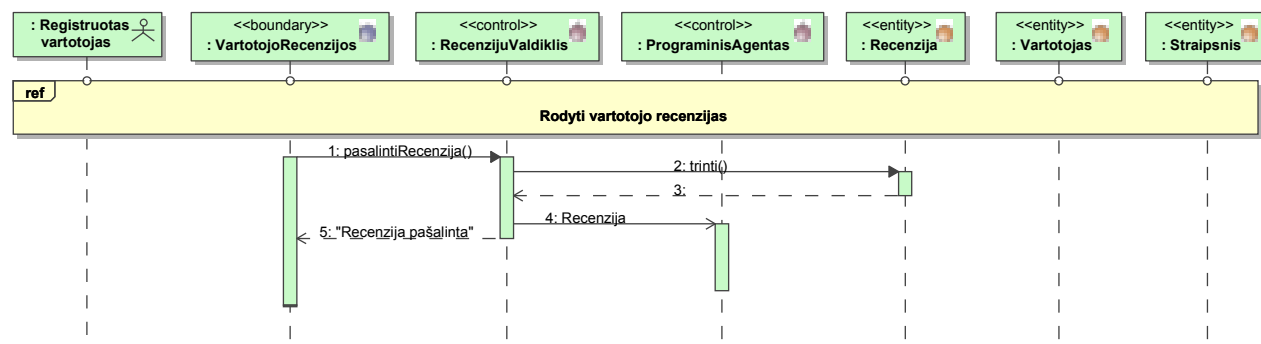 : Registruotas
vartotojas
<<boundary>>
: VartotojoRecenzijos
<<control>>
: RecenzijuValdiklis
<<control>>
: PrograminisAgentas
<<entity>>
: Recenzija
<<entity>>
: Vartotojas
<<entity>>
: Straipsnis
ref
Rodyti vartotojo recenzijas
1: pasalintiRecenzija()
2: trinti()
3:
4: Recenzija
5: "Recenzija pašalinta"